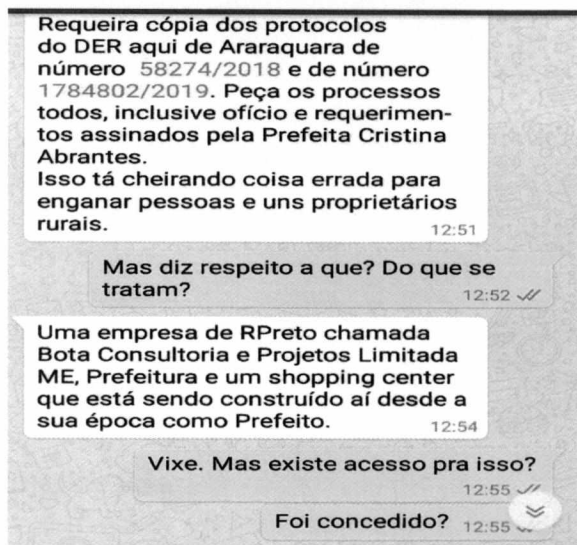 Requeira cópia dos protocolos
do DER aqui de Araraquara de
número 58274/2018 e de número
1784802/2019. Peça os processos
todos, inclusive ofício e requerimen-
tos assinados pela Prefeita Cristina
Abrantes.
Isso tá cheirando coisa errada para
enganar pessoas e uns proprietários
rurais.
12:51
Mas diz respeito a que? Do que se
tratam?
12:52
Uma empresa de RPreto chamada
Bota Consultoria e Projetos Limitada
ME, Prefeitura e um shopping center
que está sendo construído aí desde a
sua época como Prefeito.
12:54
Vixe. Mas existe acesso pra isso?
12:55
Foi concedido? 12:55